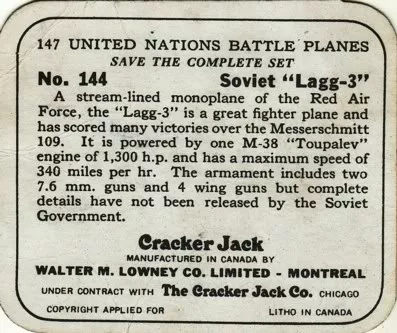 147 UNITED NATIONS BATTLE PLANES
SAVE THE COMPLETE SET
No. 144 Soviet "Lagg-3"
A stream-lined monoplane of the Red Air
Force, the "Lagg-3" is a great fighter plane and
has scored many victories over the Messerschmitt
109. It is powered by one M-38 "Toupalev"
engine of 1,300 h.p. and has a maximum speed of
340 miles per hr. The armament includes two
7.6 mm. guns and 4 wing guns but complete
details have not been released by the Soviet
Government.
Cracker Jack
MANUFACTURED IN CANADA BY
WALTER M. LOWNEY CO. LIMITED - MONTREAL
UNDER CONTRACT WITH The Cracker Jack Co. CHICAGO
COPYRIGHT APPLIED FOR LITHO IN CANADA